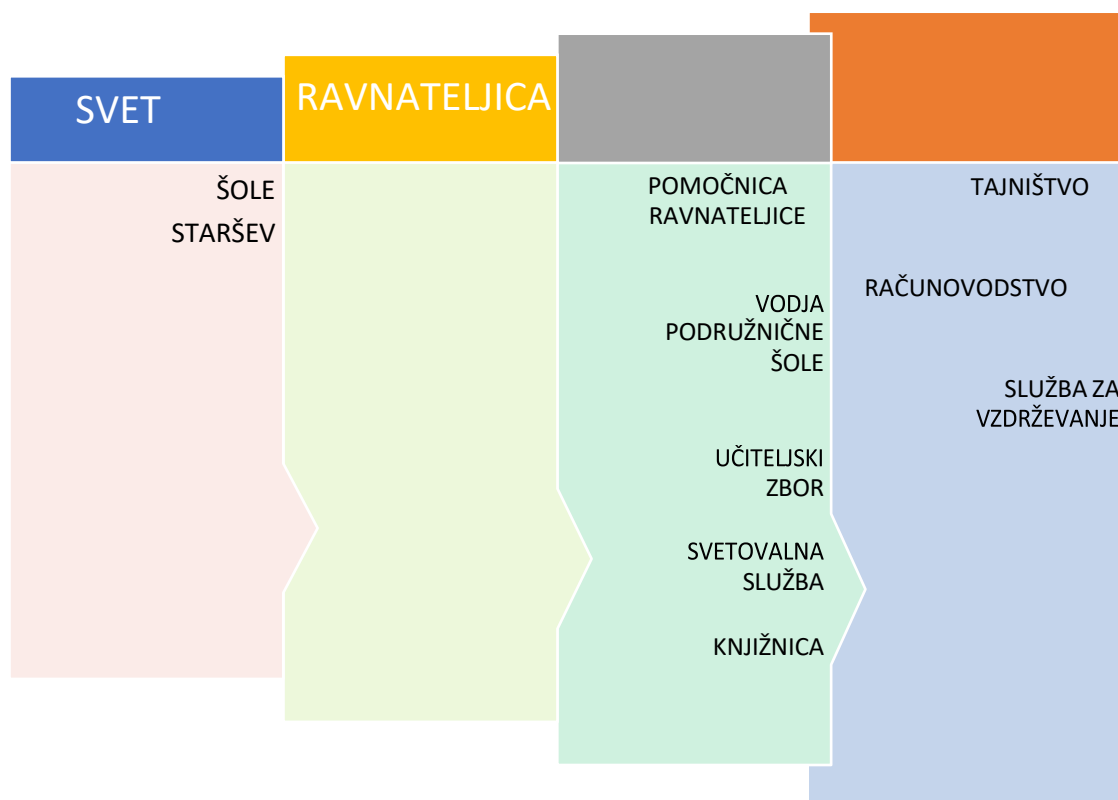 SVET
ŠOLE
STARŠEV
RAVNATELJICA
POMOČNICA
RAVNATELJICE
VODJA
PODRUŽNIČNE
ŠOLE
UČITELJSKI
ZBOR
SVETOVALNA
SLUŽBA
KNJIŽNICA
TAJNIŠTVO
RAČUNOVODSTVO
SLUŽBA ZA
VZDRŽEVANJE